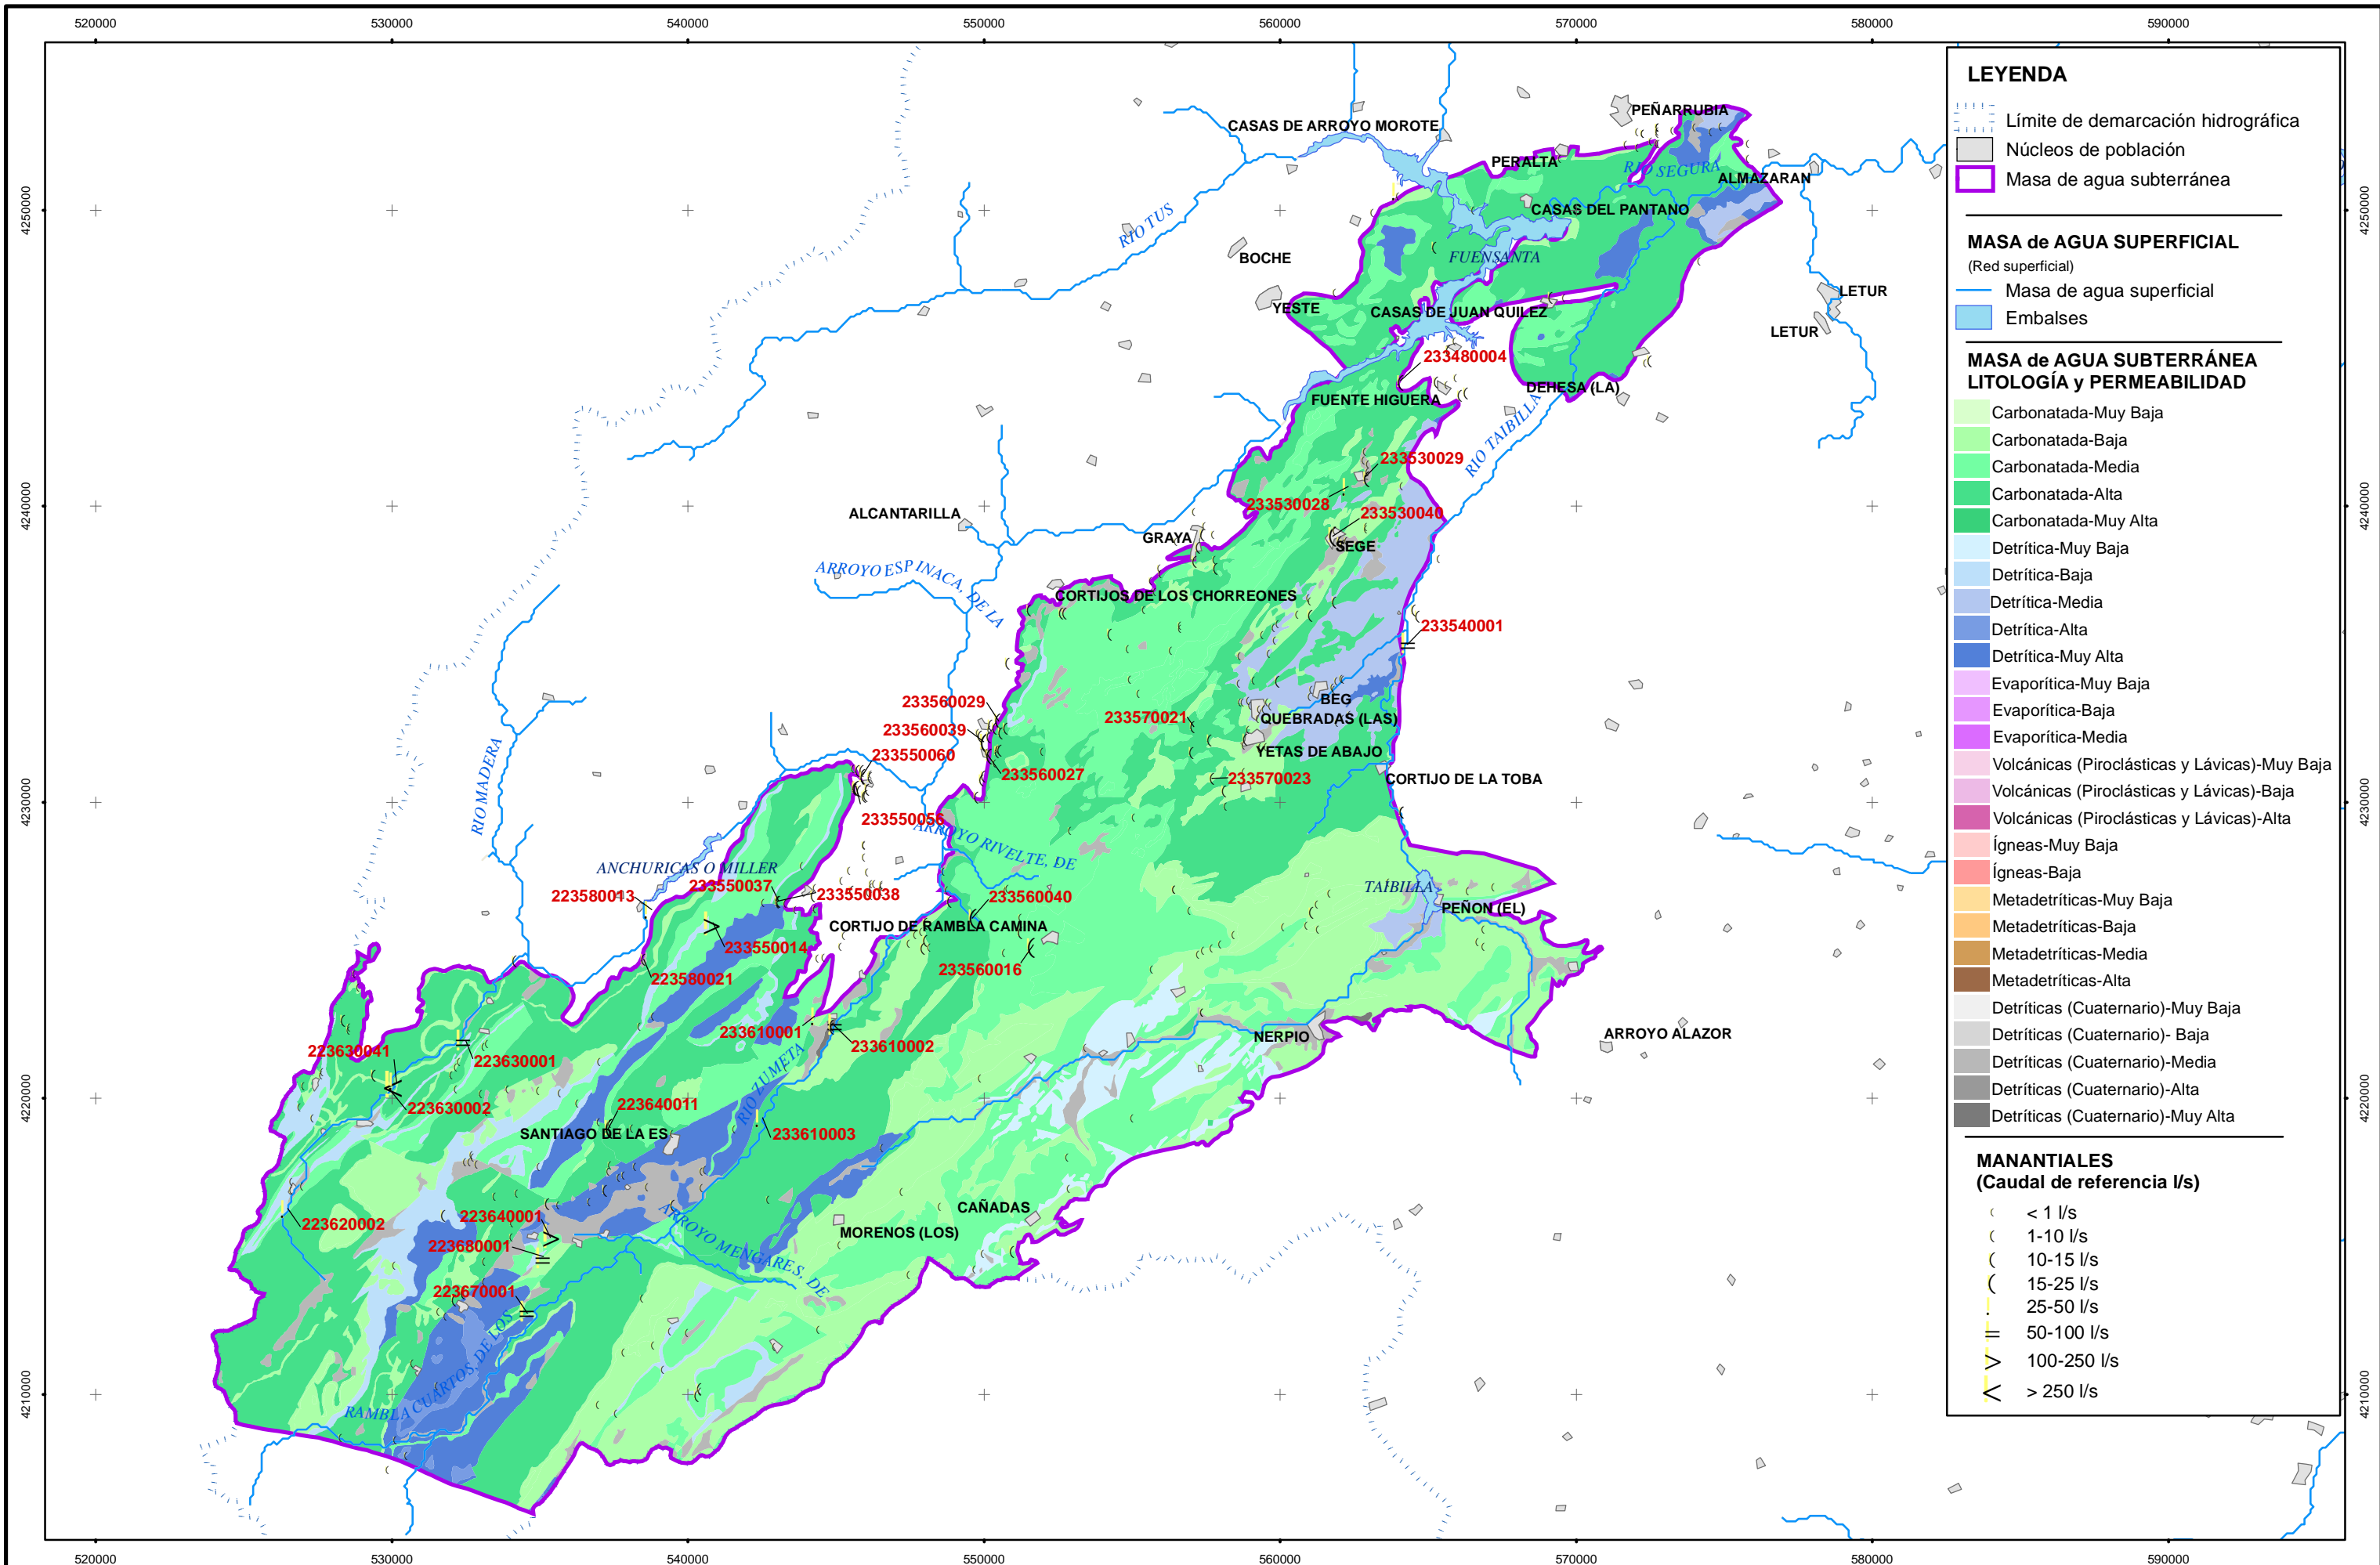 520000
530000
540000
550000
560000
570000
580000
590000
4250000
4240000
4230000
4220000
4210000
4250000
4240000
4230000
4220000
4210000
520000
530000
540000
550000
560000
570000
580000
590000
PEÑARRUBIA
CASAS DE ARROYO MOROTE
PERALTA
RIO SEGURA
ALMAZARAN
CASAS DEL PANTANO
RIO TUS
BOCHE
FUENSANTA
YESTE
CASAS DE JUAN QUILEZ
LETUR
LETUR
233480004
DEHESA (LA)
FUENTE HIGUERA
RIO TAIBILLA
233530029
233530028
233530040
ALCANTARILLA
GRAYA
SEGE
ARROYO ESPINACA, DE LA
CORTIJOS DE LOS CHORREONES
233540001
BEG
233560029
233570021
QUEBRADAS (LAS)
233560039
YETAS DE ABAJO
233550060
233560027
233570023
CORTIJO DE LA TOBA
RIO MADERA
233550056
ARROYO RIVELTE, DE
ANCHURICAS O MILLER
233550037
TAIBILLA
223580013
233550038
233560040
PEÑON (EL)
CORTIJO DE RAMBLA CAMINA
233550014
233560016
223580021
233610001
ARROYO ALAZOR
NERPIO
233610002
223630041
223630001
RIO ZUMETA
223630002
223640011
SANTIAGO DE LA ES
233610003
CAÑADAS
223640001
223620002
ARROYO MENGARES, DE
MORENOS (LOS)
223680001
223670001
RAMBLA CUARTOS, DE LOS
LEYENDA
Límite de demarcación hidrográfica
Núcleos de población
Masa de agua subterránea
MASA de AGUA SUPERFICIAL
(Red superficial)
Masa de agua superficial
Embalses
MASA de AGUA SUBTERRÁNEA
LITOLOGÍA y PERMEABILIDAD
Carbonatada-Muy Baja
Carbonatada-Baja
Carbonatada-Media
Carbonatada-Alta
Carbonatada-Muy Alta
Detrítica-Muy Baja
Detrítica-Baja
Detrítica-Media
Detrítica-Alta
Detrítica-Muy Alta
Evaporítica-Muy Baja
Evaporítica-Baja
Evaporítica-Media
Volcánicas (Piroclásticas y Lávicas)-Muy Baja
Volcánicas (Piroclásticas y Lávicas)-Baja
Volcánicas (Piroclásticas y Lávicas)-Alta
Ígneas-Muy Baja
Ígneas-Baja
Metadetríticas-Muy Baja
Metadetríticas-Baja
Metadetríticas-Media
Metadetríticas-Alta
Detríticas (Cuaternario)-Muy Baja
Detríticas (Cuaternario)- Baja
Detríticas (Cuaternario)-Media
Detríticas (Cuaternario)-Alta
Detríticas (Cuaternario)-Muy Alta
MANANTIALES
(Caudal de referencia l/s)
< 1 l/s
1-10 l/s
10-15 l/s
15-25 l/s
25-50 l/s
50-100 l/s
100-250 l/s
> 250 l/s